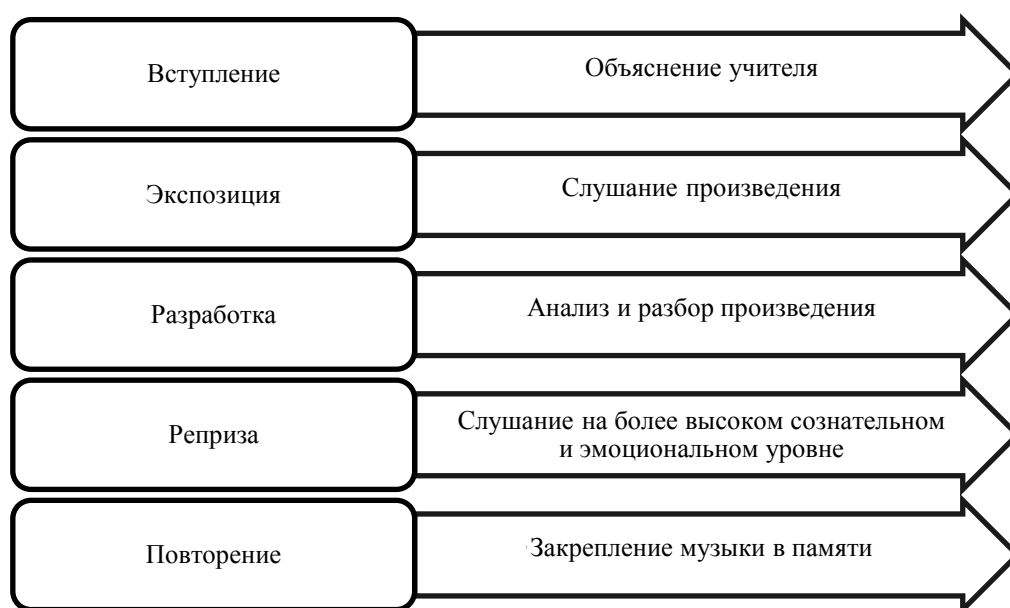 Вступление
Объяснение учителя
Экспозиция
Слушание произведения
Разработка
Анализ и разбор произведения
Реприза
Слушание на более высоком сознательном
и эмоциональном уровне
Повторение
Закрепление музыки в памяти